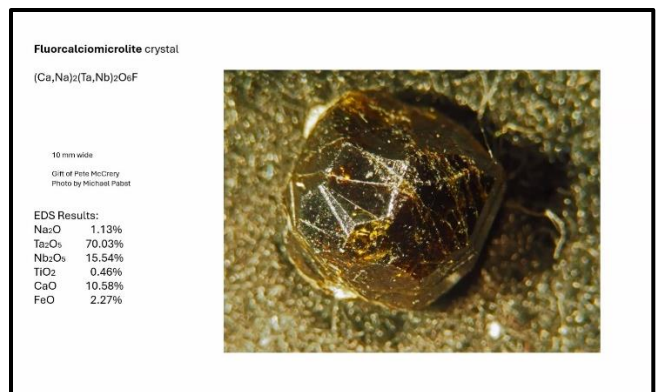 Fluorcalciomicrolite crystal
(Ca,Na)₂(Ta,Nb)₂O₆F
10 mm wide
Gift of Pete McCrery
Photo by Michael Pabst
EDS Results:
Na₂O 1.13%
Ta₂O₅ 70.03%
Nb₂O₅ 15.54%
TiO₂ 0.46%
CaO 10.58%
FeO 2.27%